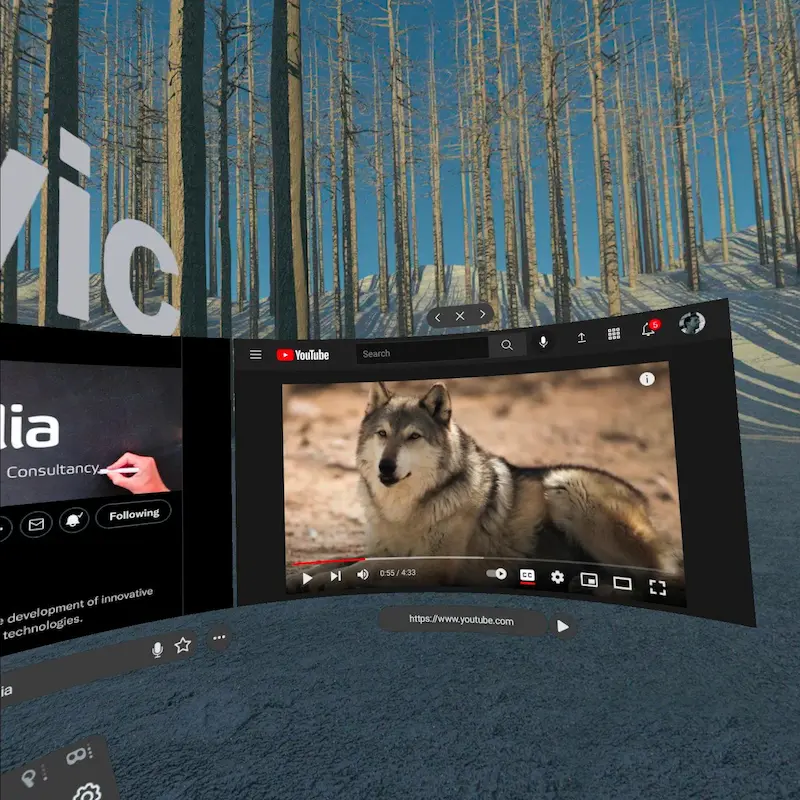 Vic
lia
Consultancy
Following
e development of innovative
technologies.
ia
YouTube
Search
5
i
0:55 / 4:33
CC
https://www.youtube.com